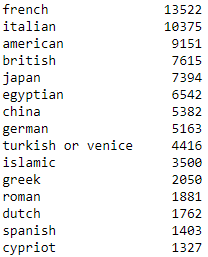 french 13522
italian 10375
american 9151
british 7615
japan 7394
egyptian 6542
china 5382
german 5163
turkish or venice 4416
islamic 3500
greek 2050
roman 1881
dutch 1762
spanish 1403
cypriot 1327